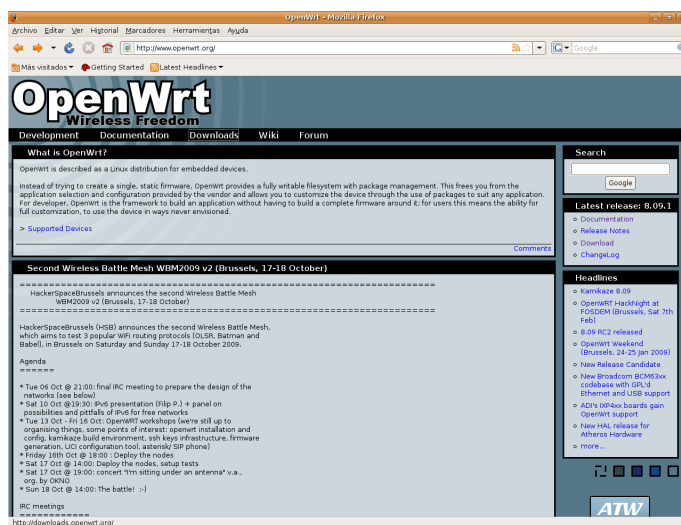 OpenWrt - Mozilla Firefox
Archivo Editar Ver Historial Marcadores Herramientas Ayuda
http://www.openwrt.org/
Google
Más visitados Getting Started Latest Headlines
OpenWrt
Wireless Freedom
Development Documentation Downloads Wiki Forum
What is OpenWrt?
OpenWrt is described as a Linux distribution for embedded devices.
Instead of trying to create a single, static firmware, OpenWrt provides a fully writable filesystem with package management. This frees you from the
application selection and configuration provided by the vendor and allows you to customize the device through the use of packages to suit any application.
For developer, OpenWrt is the framework to build an application without having to build a complete firmware around it; for users this means the ability for
full customization, to use the device in ways never envisioned.
> Supported Devices
Comments
Second Wireless Battle Mesh WBM2009 v2 (Brussels, 17-18 October)
========================================================================
HackerSpaceBrussels announces the second Wireless Battle Mesh
WBM2009 v2 (Brussels, 17-18 October)
========================================================================
HackerSpaceBrussels (HSB) announces the second Wireless Battle Mesh,
which aims to test 3 popular WiFi routing protocols (OLSR, Batman and
Babel), in Brussels on Saturday and Sunday 17-18 October 2009.
Agenda
======
* Tue 06 Oct @ 21:00: final IRC meeting to prepare the design of the
networks (see below)
* Sat 10 Oct @19:30: IPv6 presentation (Filip P.) + panel on
possibilities and pittfalls of IPv6 for free networks
* Tue 13 Oct - Fri 16 Oct: OpenWRT workshops (we're still up to
organising things, some points of interest: openwrt installation and
config, kamikaze build environment, ssh keys infrastructure, firmware
generation, UCI configuration tool, asterisk/ SIP phone)
* Friday 16th Oct @ 18:00 : Deploy the nodes
* Sat 17 Oct @ 14:00: Deploy the nodes, setup tests
* Sat 17 Oct @ 19:00: concert "I'm sitting under an antenna" v.a.,
org. by OKNO
* Sun 18 Oct @ 14:00: The battle! :-)
IRC meetings
============
Search
Google
Latest release: 8.09.1
Documentation
Release Notes
Download
ChangeLog
Headlines
Kamikaze 8.09
OpenWRT HackNight at
FOSDEM (Brussels, Sat 7th
Feb)
8.09 RC2 released
OpenWrt Weekend
(Brussels, 24-25 Jan 2009)
New Release Candidate
New Broadcom BCM63xx
codebase with GPL'd
Ethernet and USB support
ADI's IXP4xx boards gain
OpenWrt support
New HAL release for
Atheros Hardware
more...
ATW
http://downloads.openwrt.org/